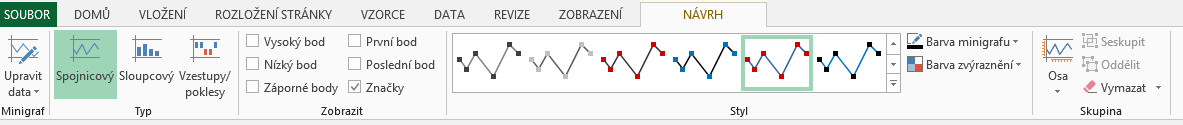 SOUBOR DOMŮ VLOŽENÍ ROZLOŽENÍ STRÁNKY VZORCE DATA REVIZE ZOBRAZENÍ NÁVRH
Upravit data
Minigraf
Spojnicový
Sloupcový
Vzestupy/
poklesy
Typ
Vysoký bod
Nízký bod
Záporné body
První bod
Poslední bod
Značky
Zobrazit
Styl
Barva minigrafu
Barva zvýraznění
Osa
Seskupit
Oddělit
Vymazat
Skupina